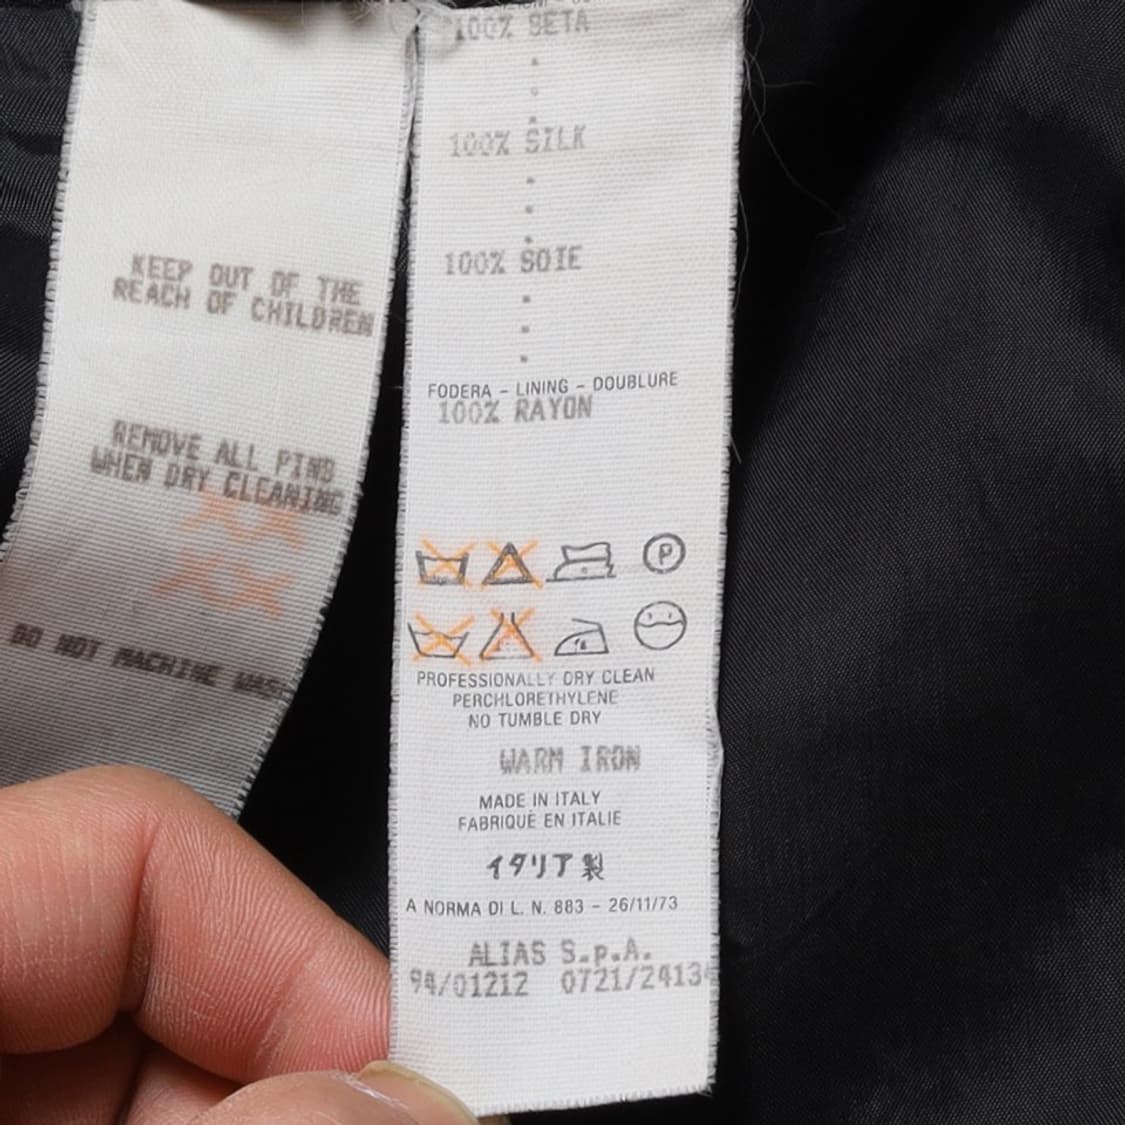 KEEP OUT OF THE
REACH OF CHILDREN
REMOVE ALL PINS
WHEN DRY CLEANING
DO NOT MACHINE WASH
100% SETA
100% SILK
100% SOIE
FODERA - LINING - DOUBLURE
100% RAYON
P
PROFESSIONALLY DRY CLEAN
PERCHLORETHYLENE
NO TUMBLE DRY
WARM IRON
MADE IN ITALY
FABRIQUÉ EN ITALIE
イタリア製
A NORMA DI L. N. 883 - 26/11/73
ALIAS S.p.A.
94/01212 0721/2413